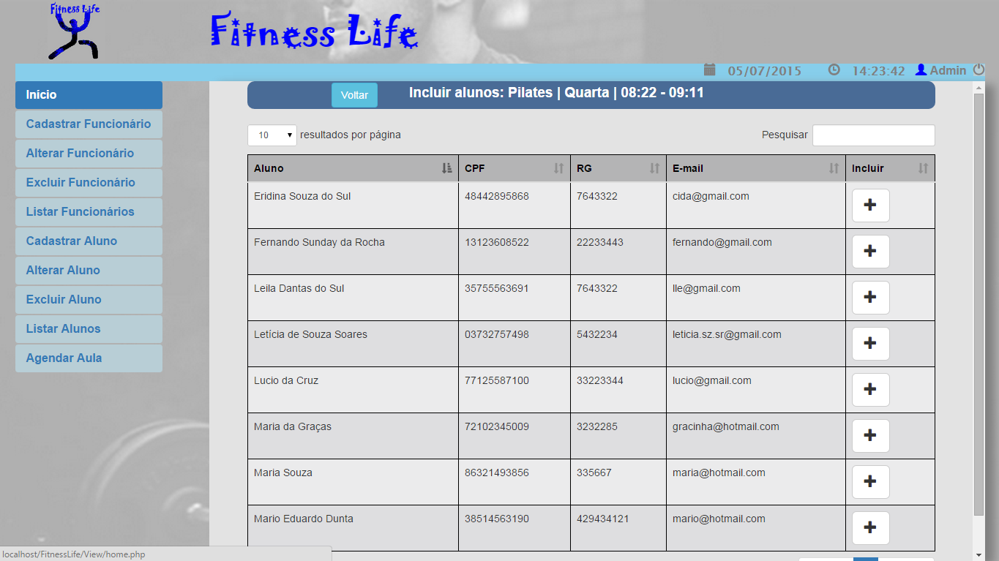 Fitness Life
Fitness Life
05/07/2015 14:23:42 Admin
Início
Cadastrar Funcionário
Alterar Funcionário
Excluir Funcionário
Listar Funcionários
Cadastrar Aluno
Alterar Aluno
Excluir Aluno
Listar Alunos
Agendar Aula
Voltar Incluir alunos: Pilates | Quarta | 08:22 - 09:11
10 resultados por página Pesquisar
Aluno CPF RG E-mail Incluir
Eridina Souza do Sul 48442895868 7643322 cida@gmail.com
Fernando Sunday da Rocha 13123608522 22233443 fernando@gmail.com
Leila Dantas do Sul 35755563691 7643322 lle@gmail.com
Letícia de Souza Soares 03732757498 5432234 leticia.sz.sr@gmail.com
Lucio da Cruz 77125587100 33223344 lucio@gmail.com
Maria da Graças 72102345009 3232285 gracinha@hotmail.com
Maria Souza 86321493856 335667 maria@hotmail.com
Mario Eduardo Dunta 38514563190 429434121 mario@hotmail.com
localhost/FitnessLife/View/home.php